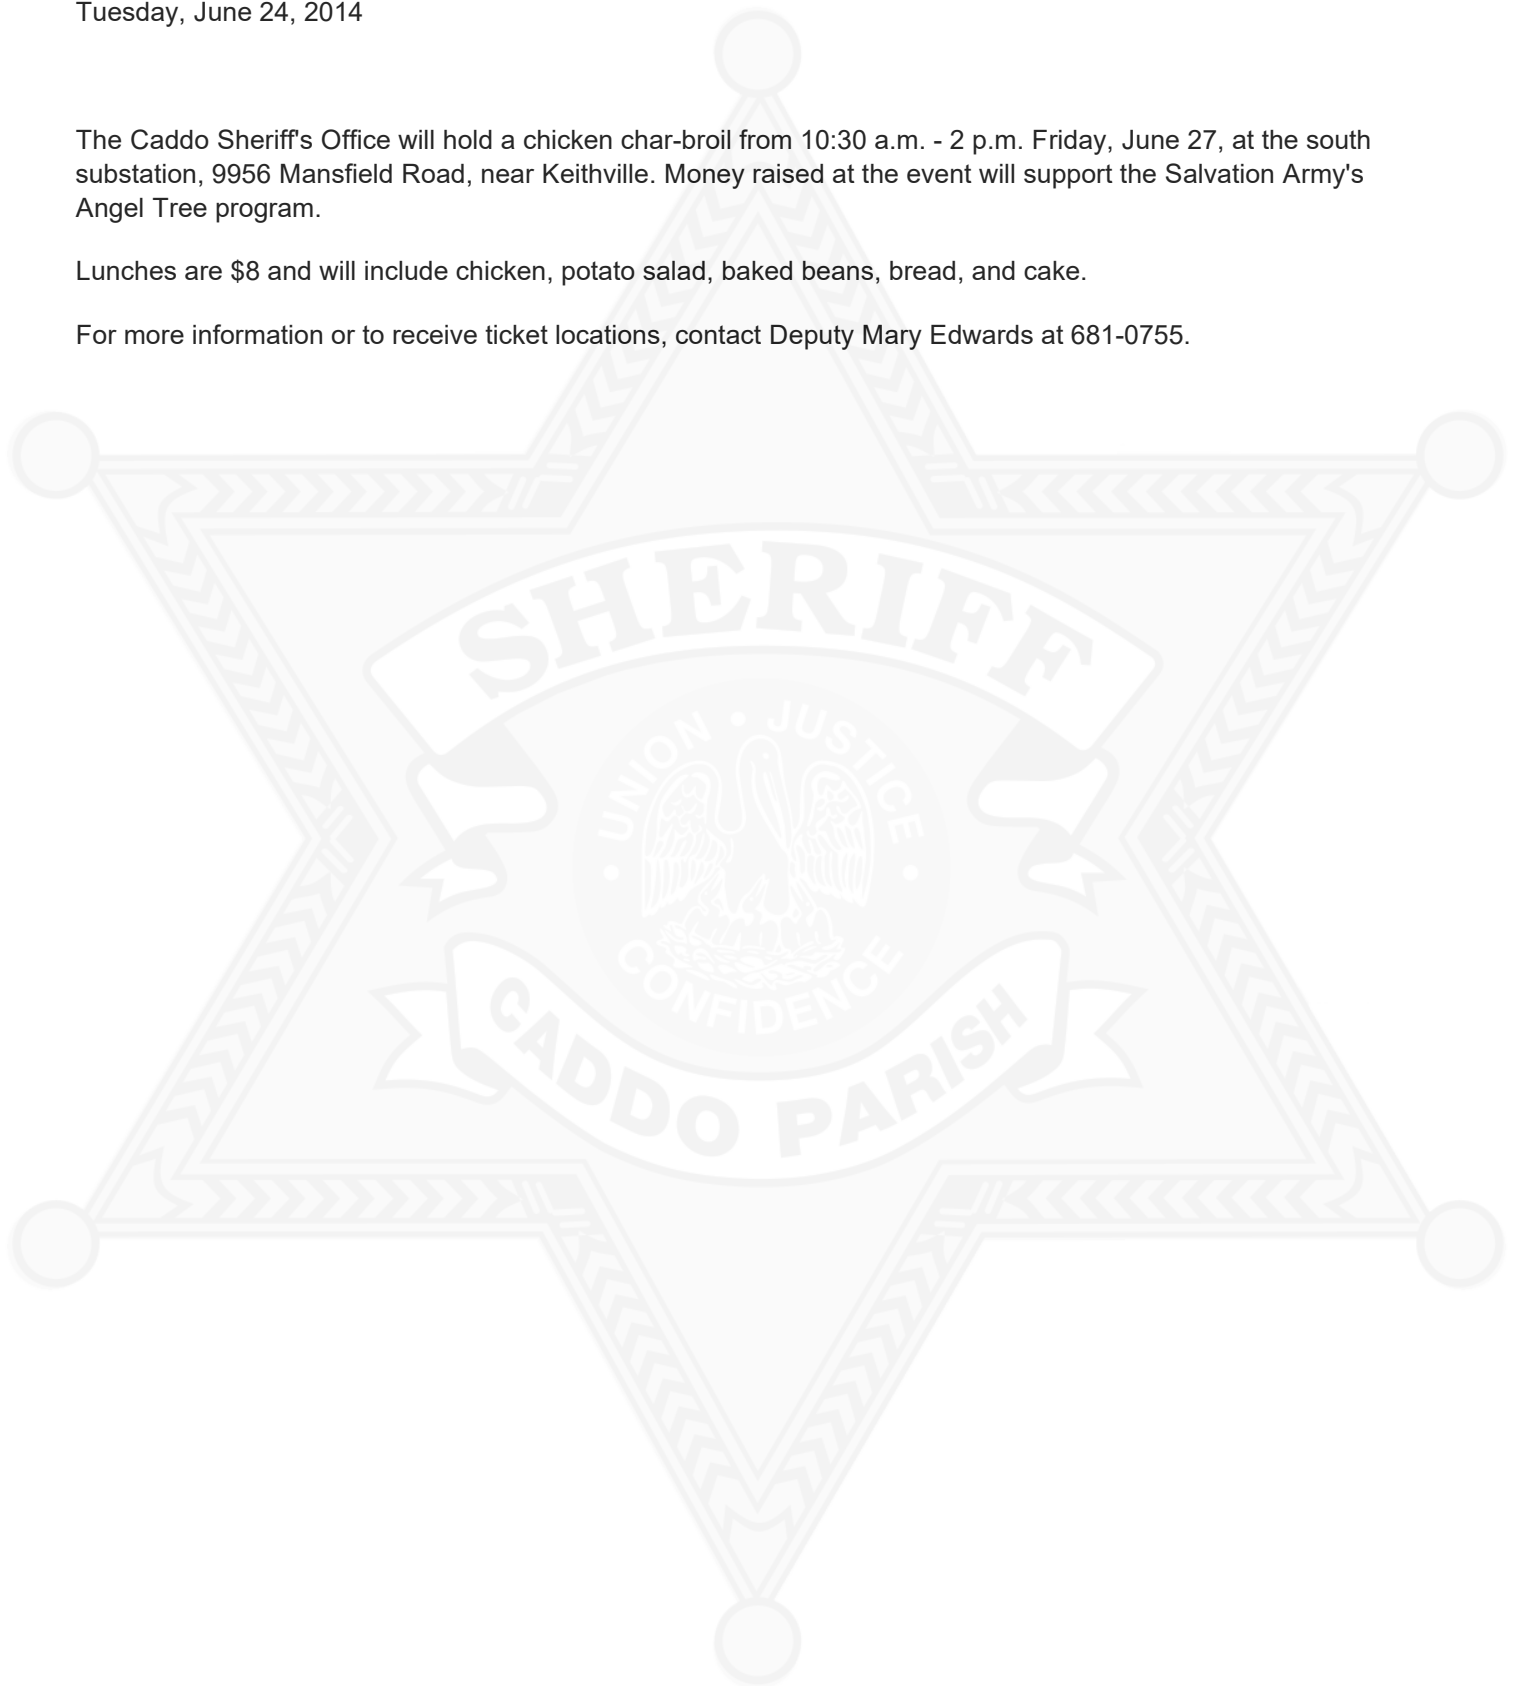 Tuesday, June 24, 2014
The Caddo Sheriff's Office will hold a chicken char-broil from 10:30 a.m. - 2 p.m. Friday, June 27, at the south
substation, 9956 Mansfield Road, near Keithville. Money raised at the event will support the Salvation Army's
Angel Tree program.
Lunches are $8 and will include chicken, potato salad, baked beans, bread, and cake.
For more information or to receive ticket locations, contact Deputy Mary Edwards at 681-0755.
SHERIFF
UNION • JUSTICE
• CONFIDENCE •
CADDO PARISH